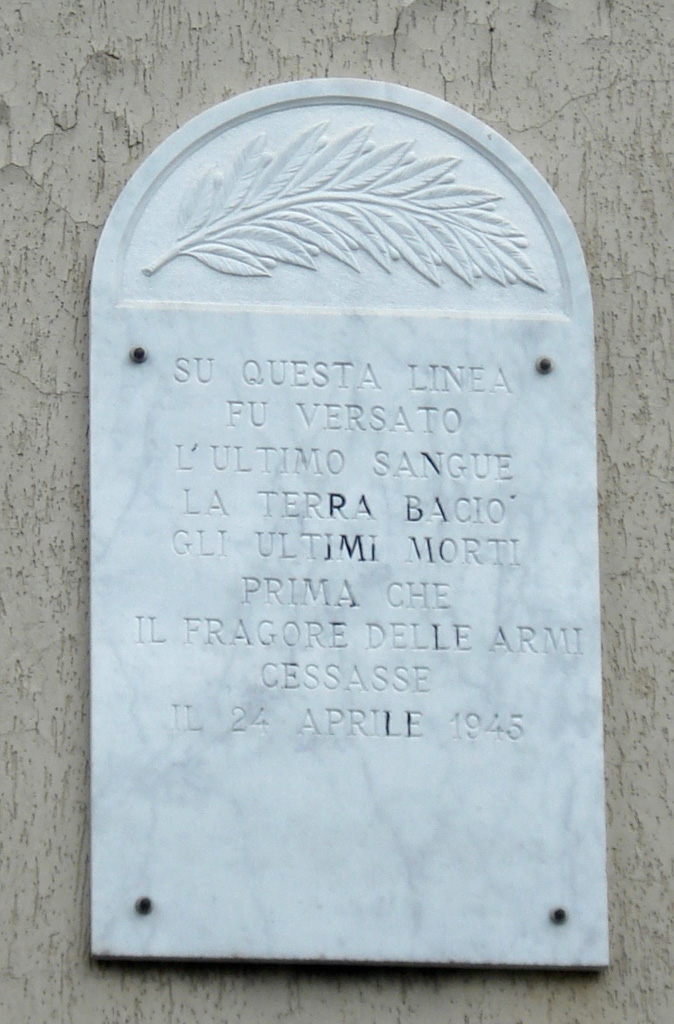 SU QUESTA LINEA
FU VERSATO
L'ULTIMO SANGUE
LA TERRA BACIO'
GLI ULTIMI MORTI
PRIMA CHE
IL FRAGORE DELLE ARMI
CESSASSE
IL 24 APRILE 1945